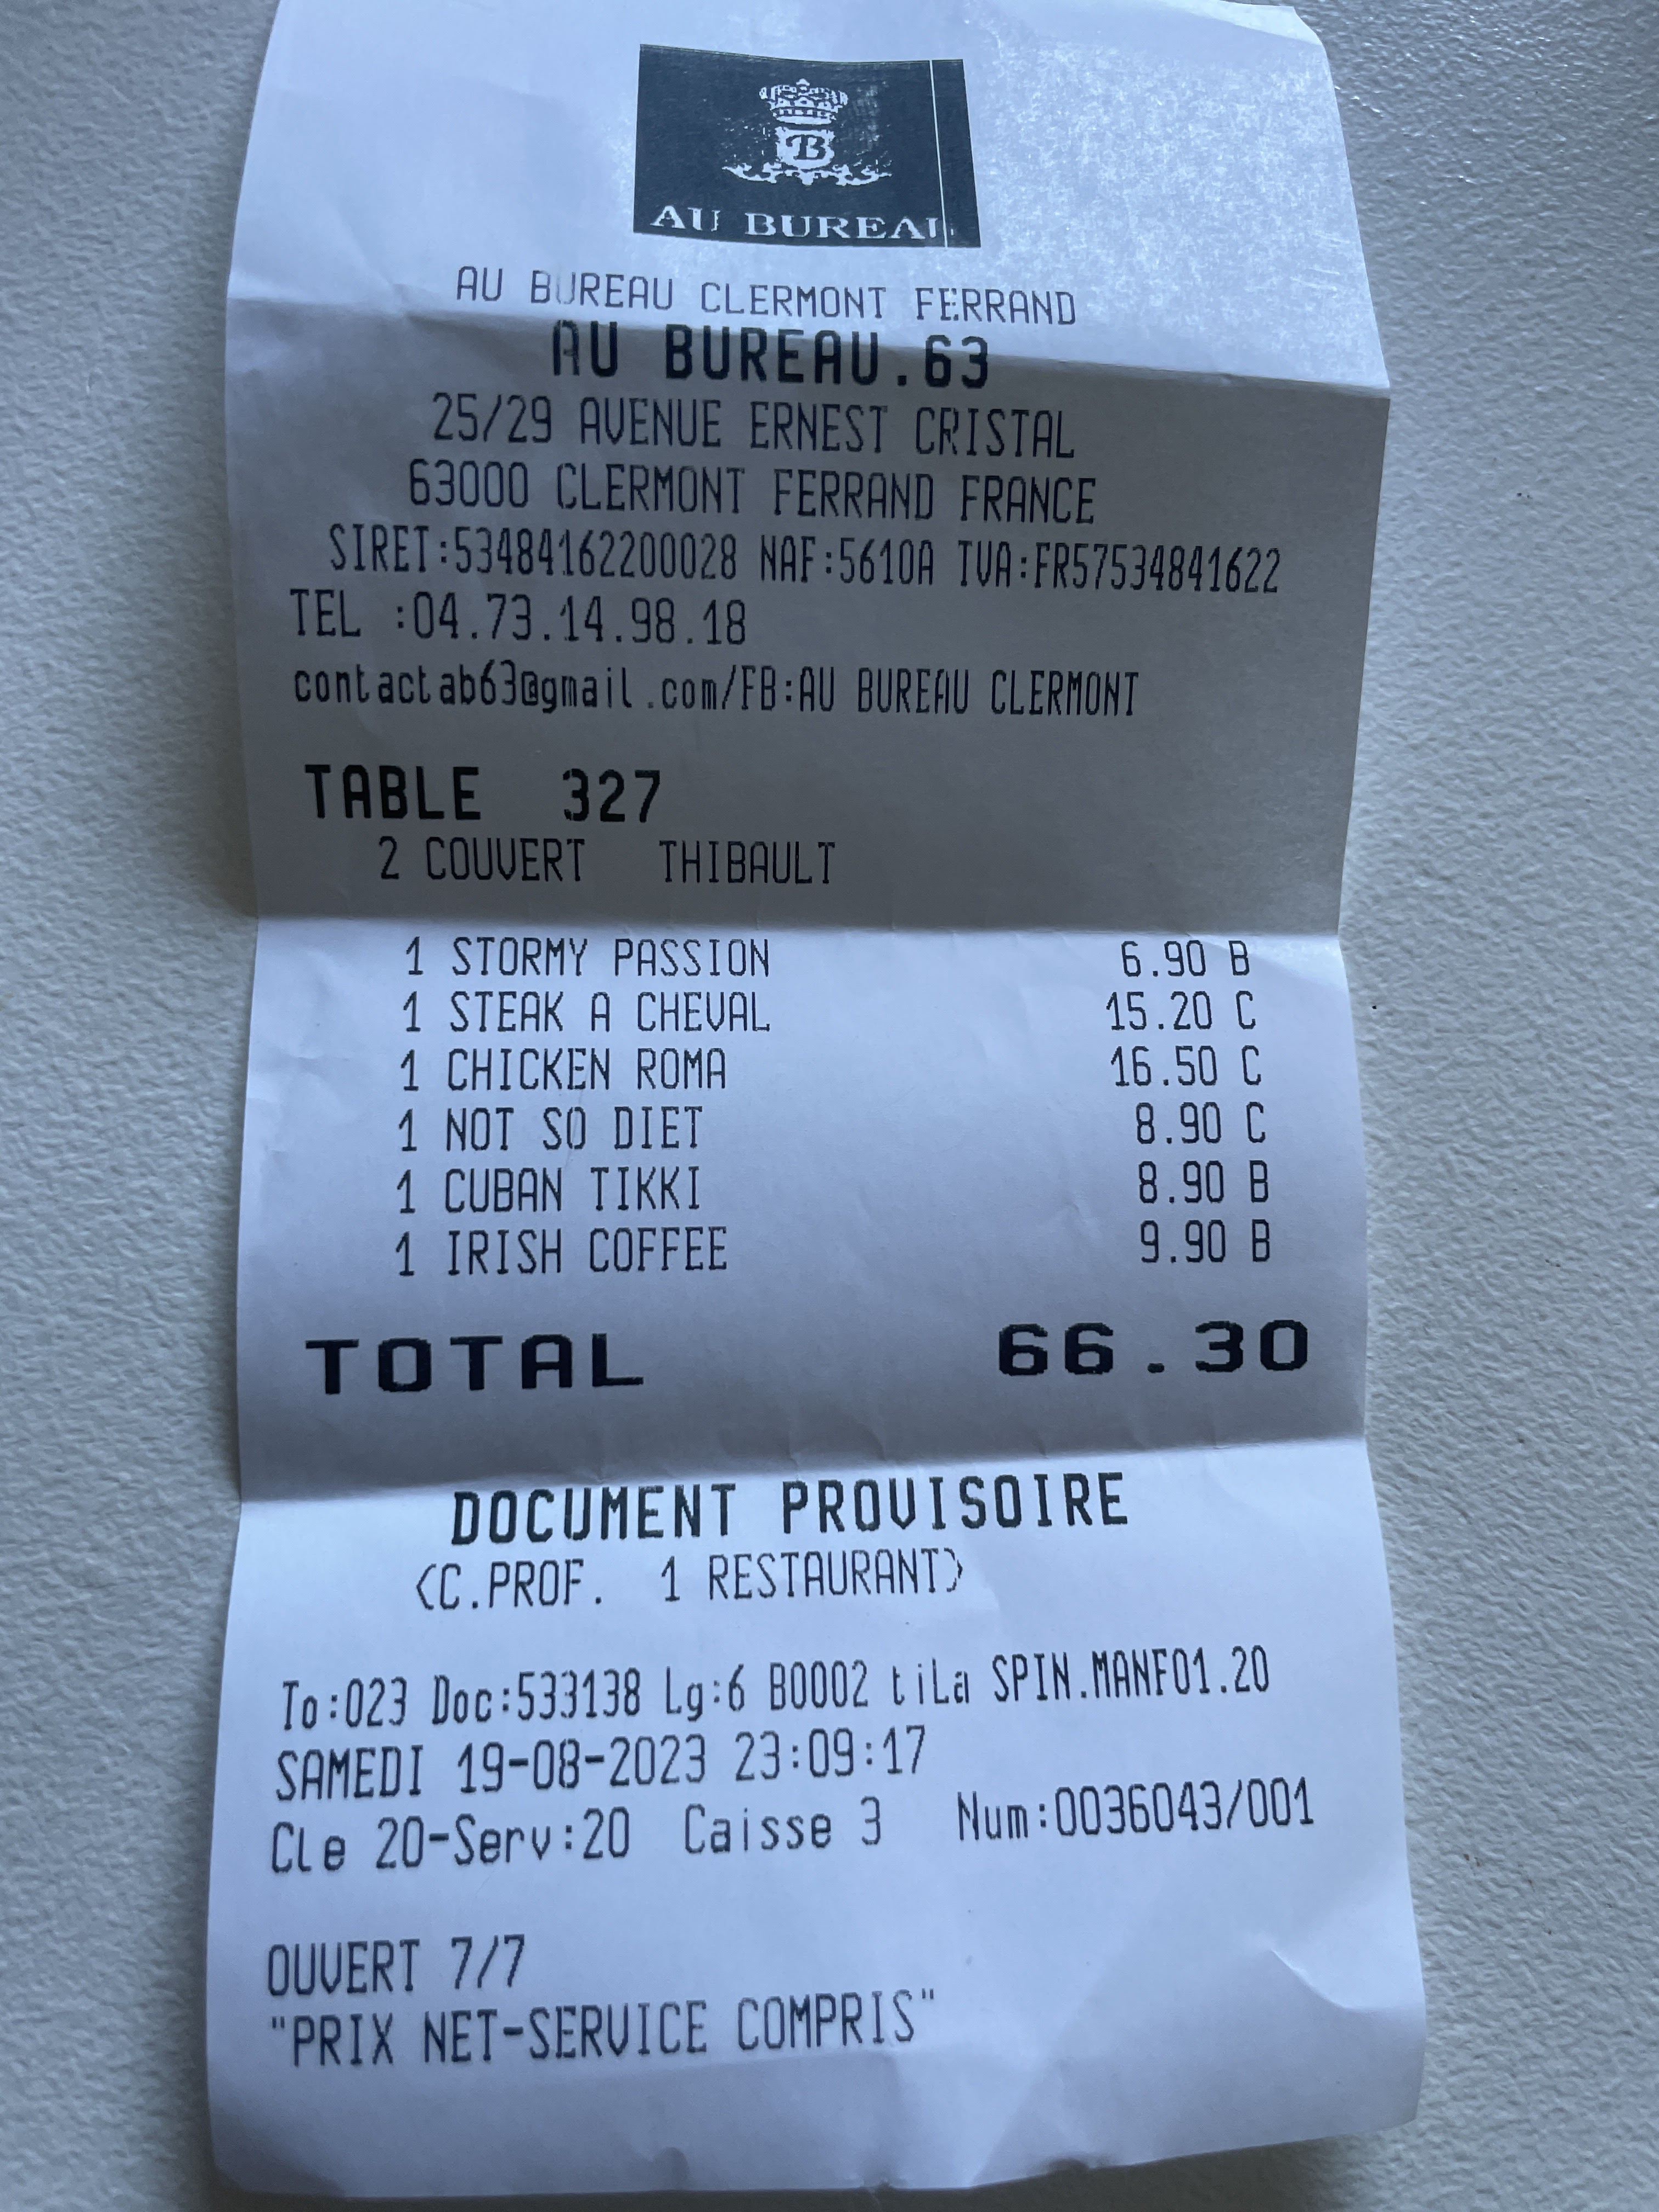 B
AU BUREAU
AU BUREAU CLERMONT FERRAND
AU BUREAU.63
25/29 AVENUE ERNEST CRISTAL
63000 CLERMONT FERRAND FRANCE
SIRET:53484162200028 NAF:5610A TVA:FR57534841622
TEL :04.73.14.98.18
contactab63@gmail.com/FB:AU BUREAU CLERMONT
TABLE 327
2 COUVERT THIBAULT
1 STORMY PASSION 6.90 B
1 STEAK A CHEVAL 15.20 C
1 CHICKEN ROMA 16.50 C
1 NOT SO DIET 8.90 C
1 CUBAN TIKKI 8.90 B
1 IRISH COFFEE 9.90 B
TOTAL 66.30
DOCUMENT PROVISOIRE
<C.PROF. 1 RESTAURANT>
To:023 Doc:533138 Lg:6 B0002 tiLa SPIN.MANF01.20
SAMEDI 19-08-2023 23:09:17
Cle 20-Serv:20 Caisse 3 Num:0036043/001
OUVERT 7/7
"PRIX NET-SERVICE COMPRIS"